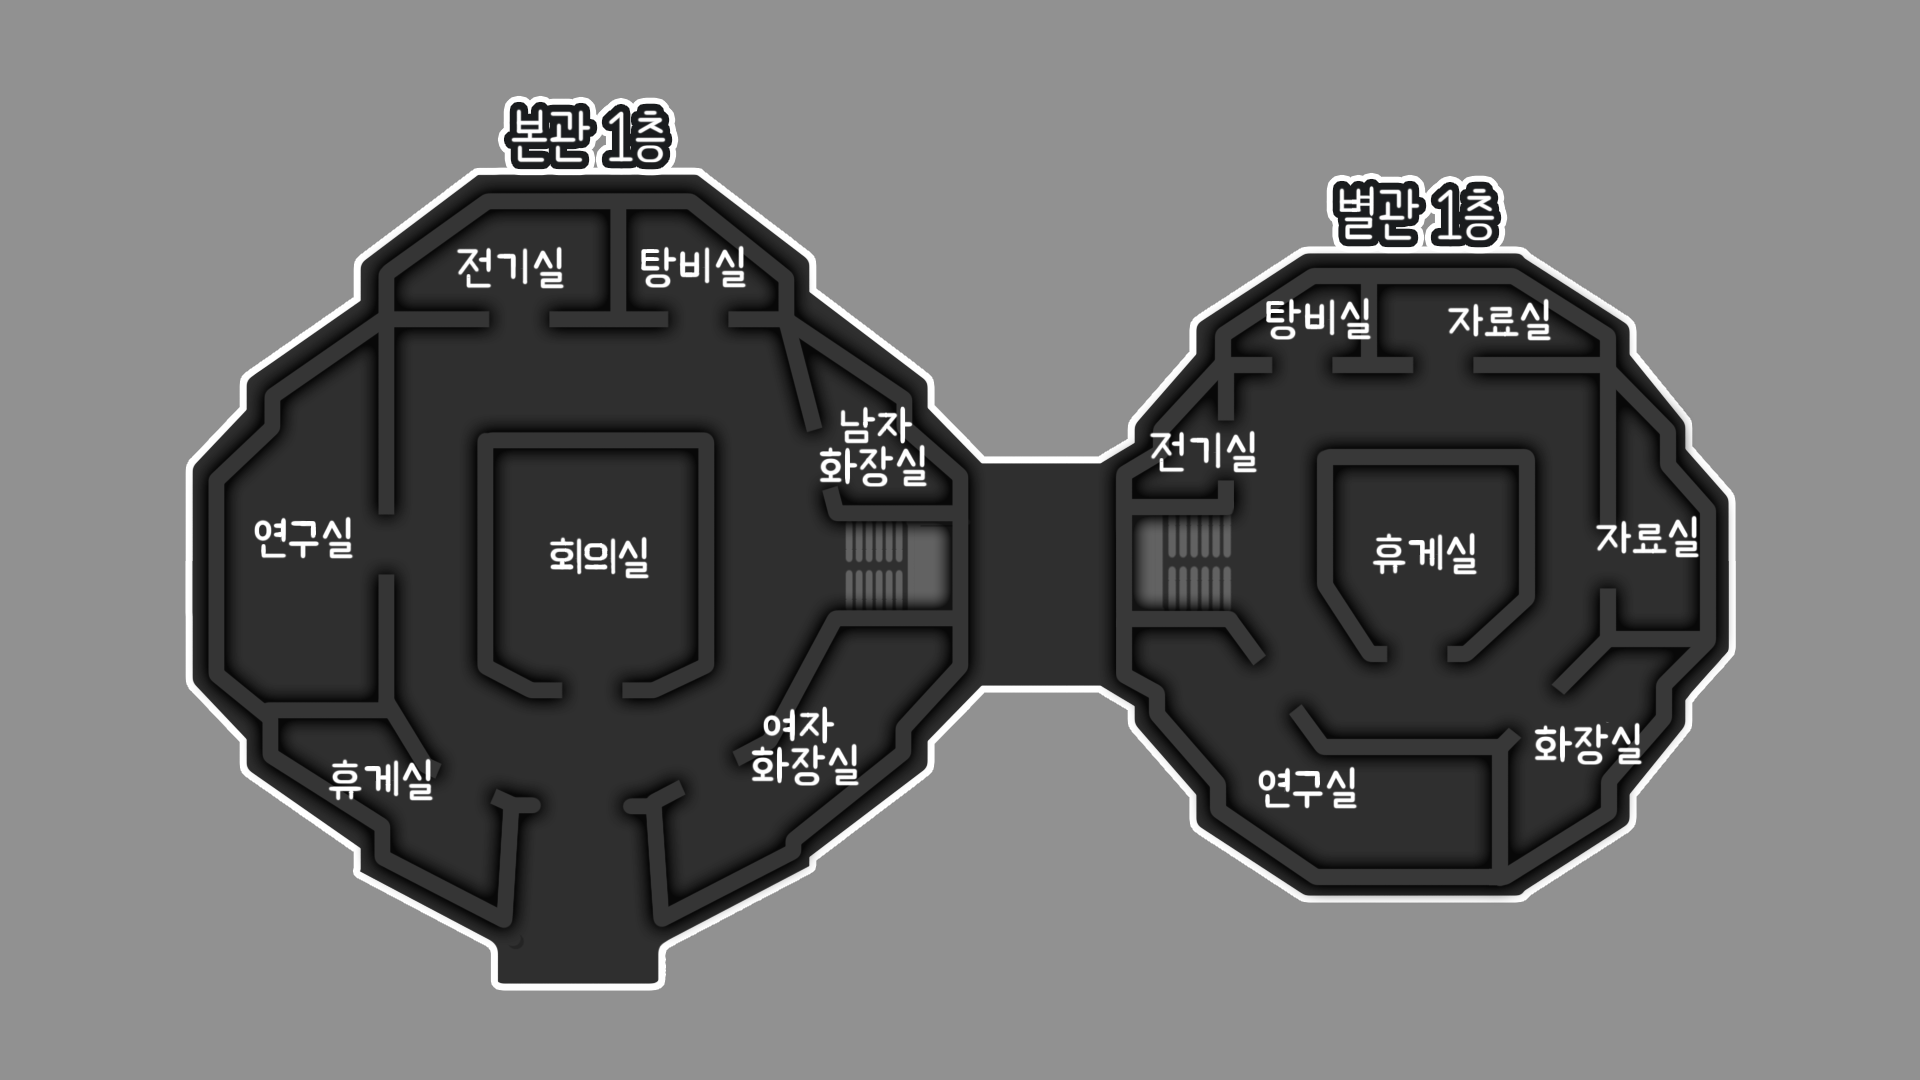 본관 1층
전기실
탕비실
남자
화장실
연구실
회의실
여자
화장실
휴게실
별관 1층
탕비실
자료실
전기실
휴게실
자료실
연구실
화장실